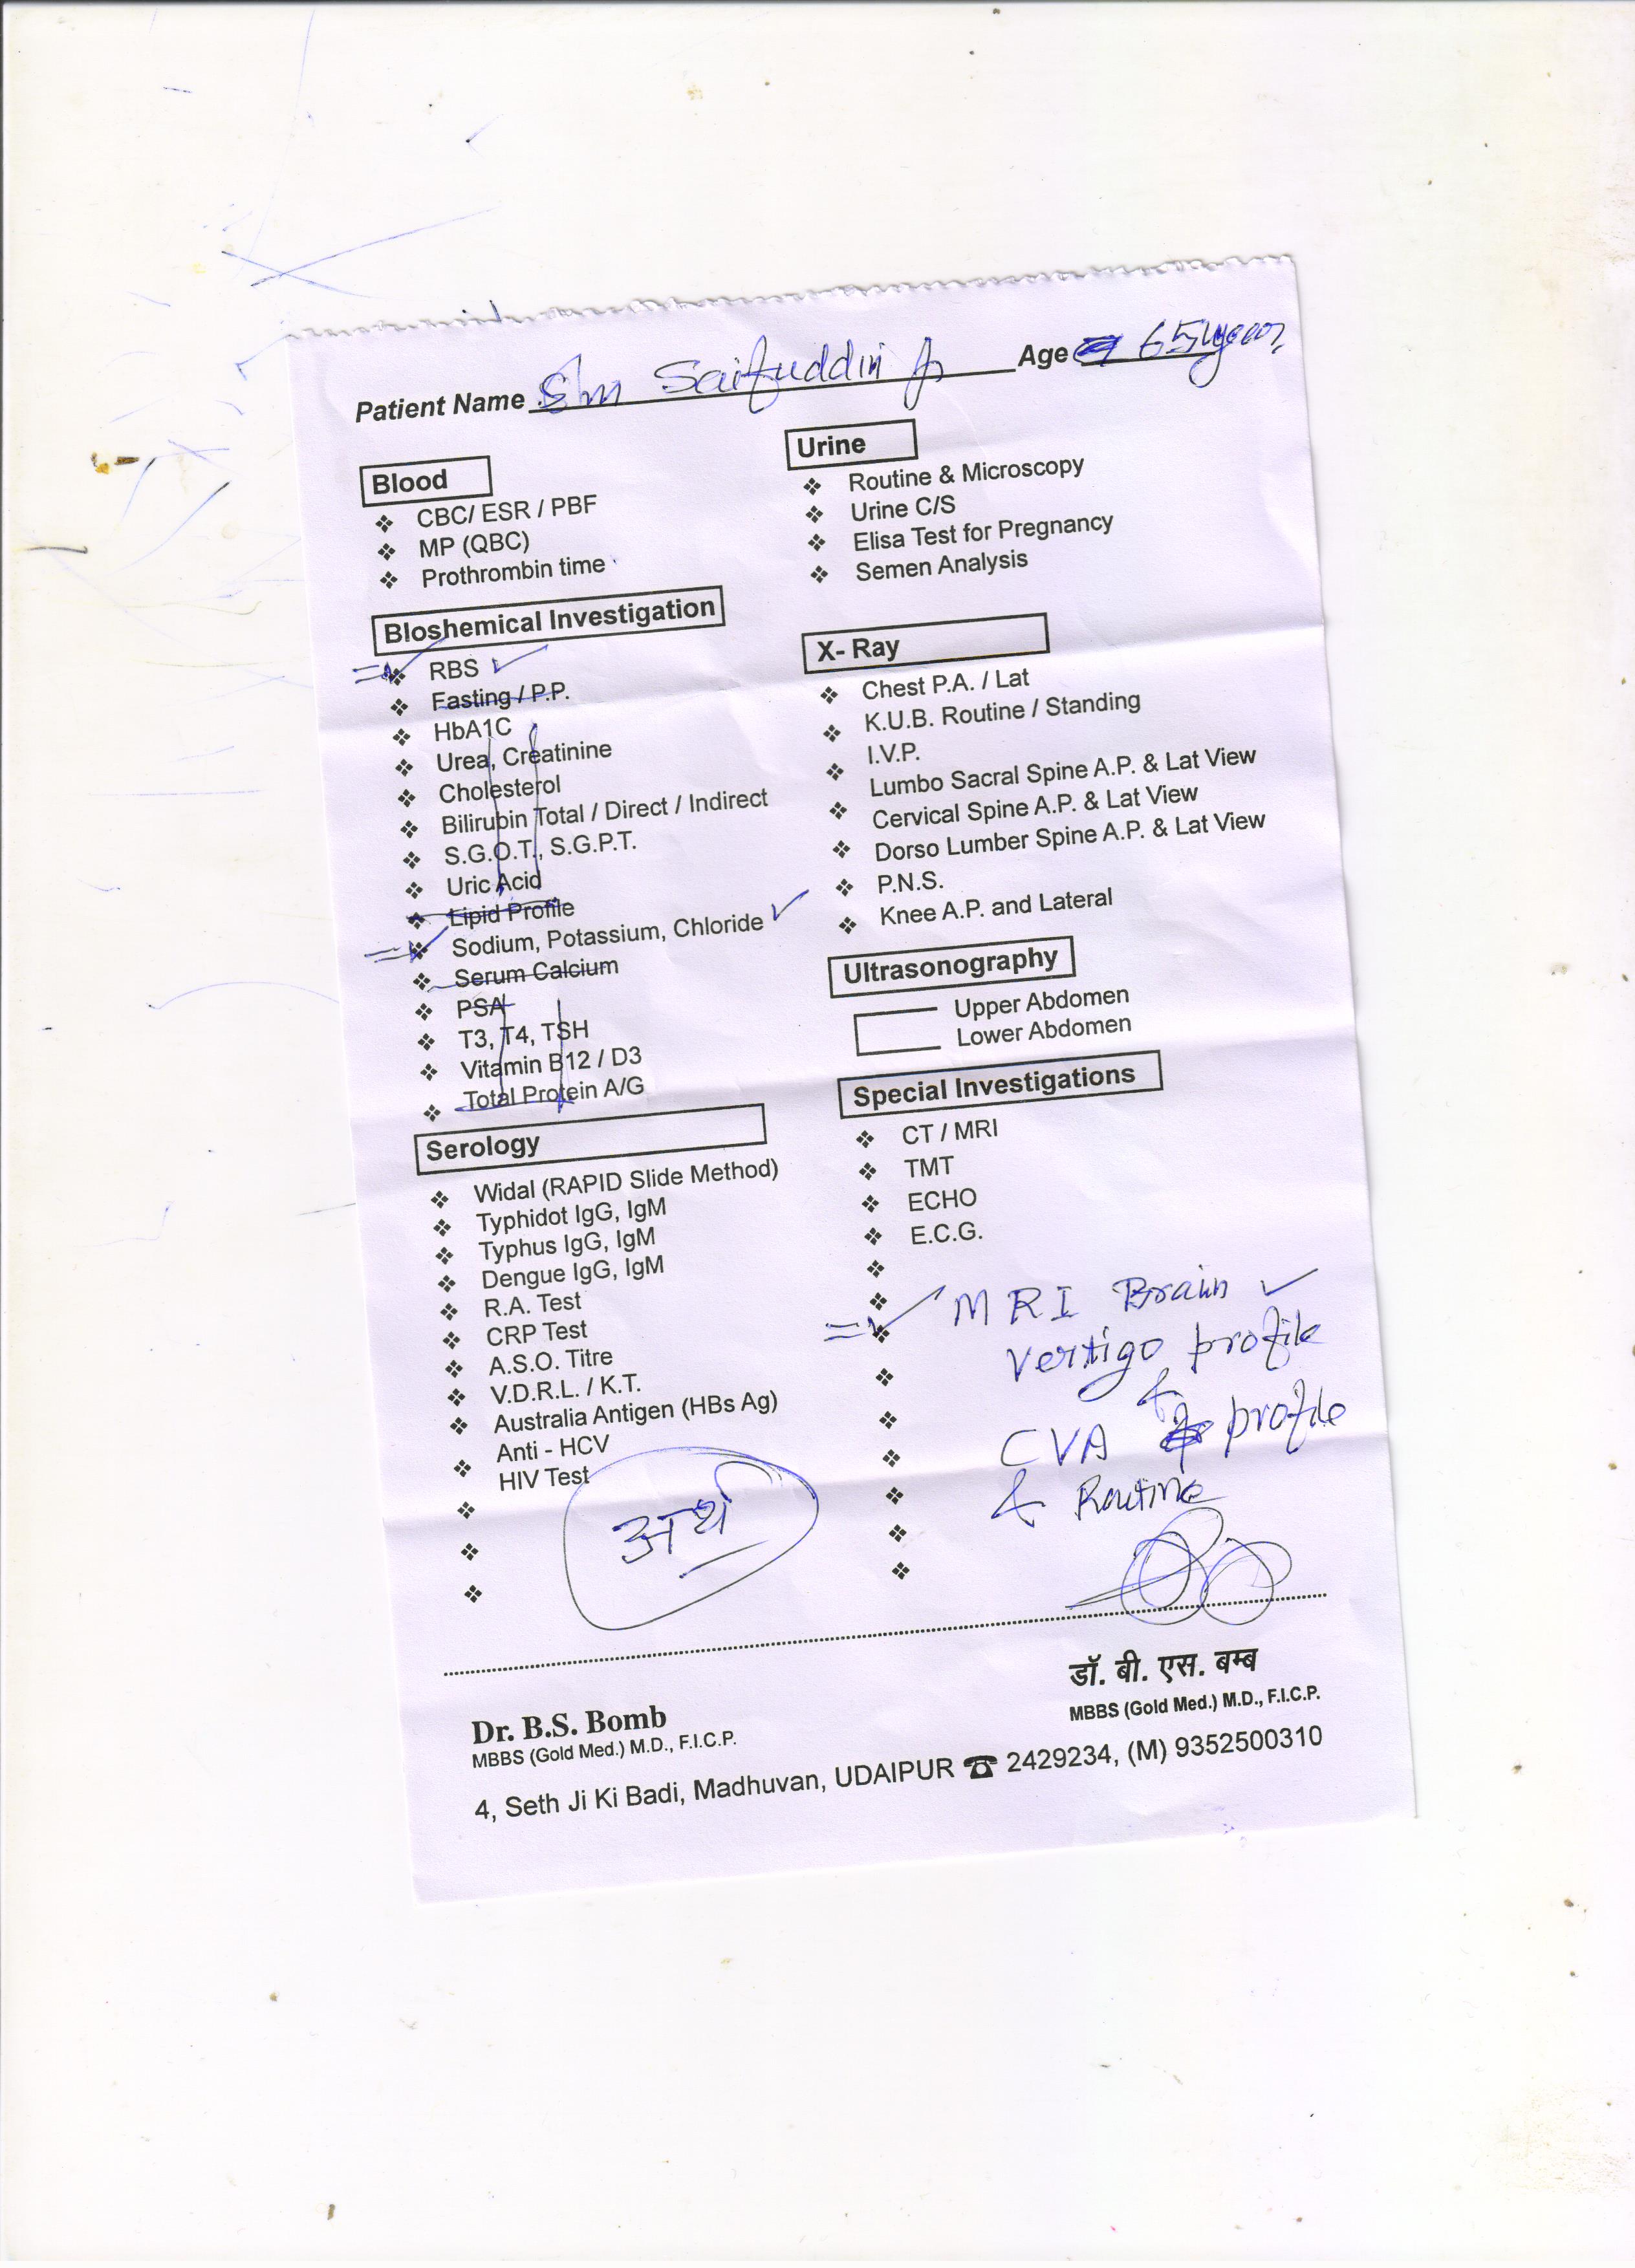 Patient Name Shri Saifuddin Ji Age 65 years
Blood
CBC/ ESR / PBF
MP (QBC)
Prothrombin time
Bloshemical Investigation
RBS
Fasting / P.P.
HbA1C
Urea, Creatinine
Cholesterol
Bilirubin Total / Direct / Indirect
S.G.O.T., S.G.P.T.
Uric Acid
Lipid Profile
Sodium, Potassium, Chloride
Serum Calcium
PSA
T3, T4, TSH
Vitamin B12 / D3
Total Protein A/G
Serology
Widal (RAPID Slide Method)
Typhidot IgG, IgM
Typhus IgG, IgM
Dengue IgG, IgM
R.A. Test
CRP Test
A.S.O. Titre
V.D.R.L. / K.T.
Australia Antigen (HBs Ag)
Anti - HCV
HIV Test
अर्थ
Urine
Routine & Microscopy
Urine C/S
Elisa Test for Pregnancy
Semen Analysis
X- Ray
Chest P.A. / Lat
K.U.B. Routine / Standing
I.V.P.
Lumbo Sacral Spine A.P. & Lat View
Cervical Spine A.P. & Lat View
Dorso Lumber Spine A.P. & Lat View
P.N.S.
Knee A.P. and Lateral
Ultrasonography
Upper Abdomen
Lower Abdomen
Special Investigations
CT / MRI
TMT
ECHO
E.C.G.
MRI Brain
Vertigo profile
&
CVA profile
& Routine
Dr. B.S. Bomb
MBBS (Gold Med.) M.D., F.I.C.P.
डॉ. बी. एस. बम्ब
MBBS (Gold Med.) M.D., F.I.C.P.
4, Seth Ji Ki Badi, Madhuvan, UDAIPUR ☎ 2429234, (M) 9352500310